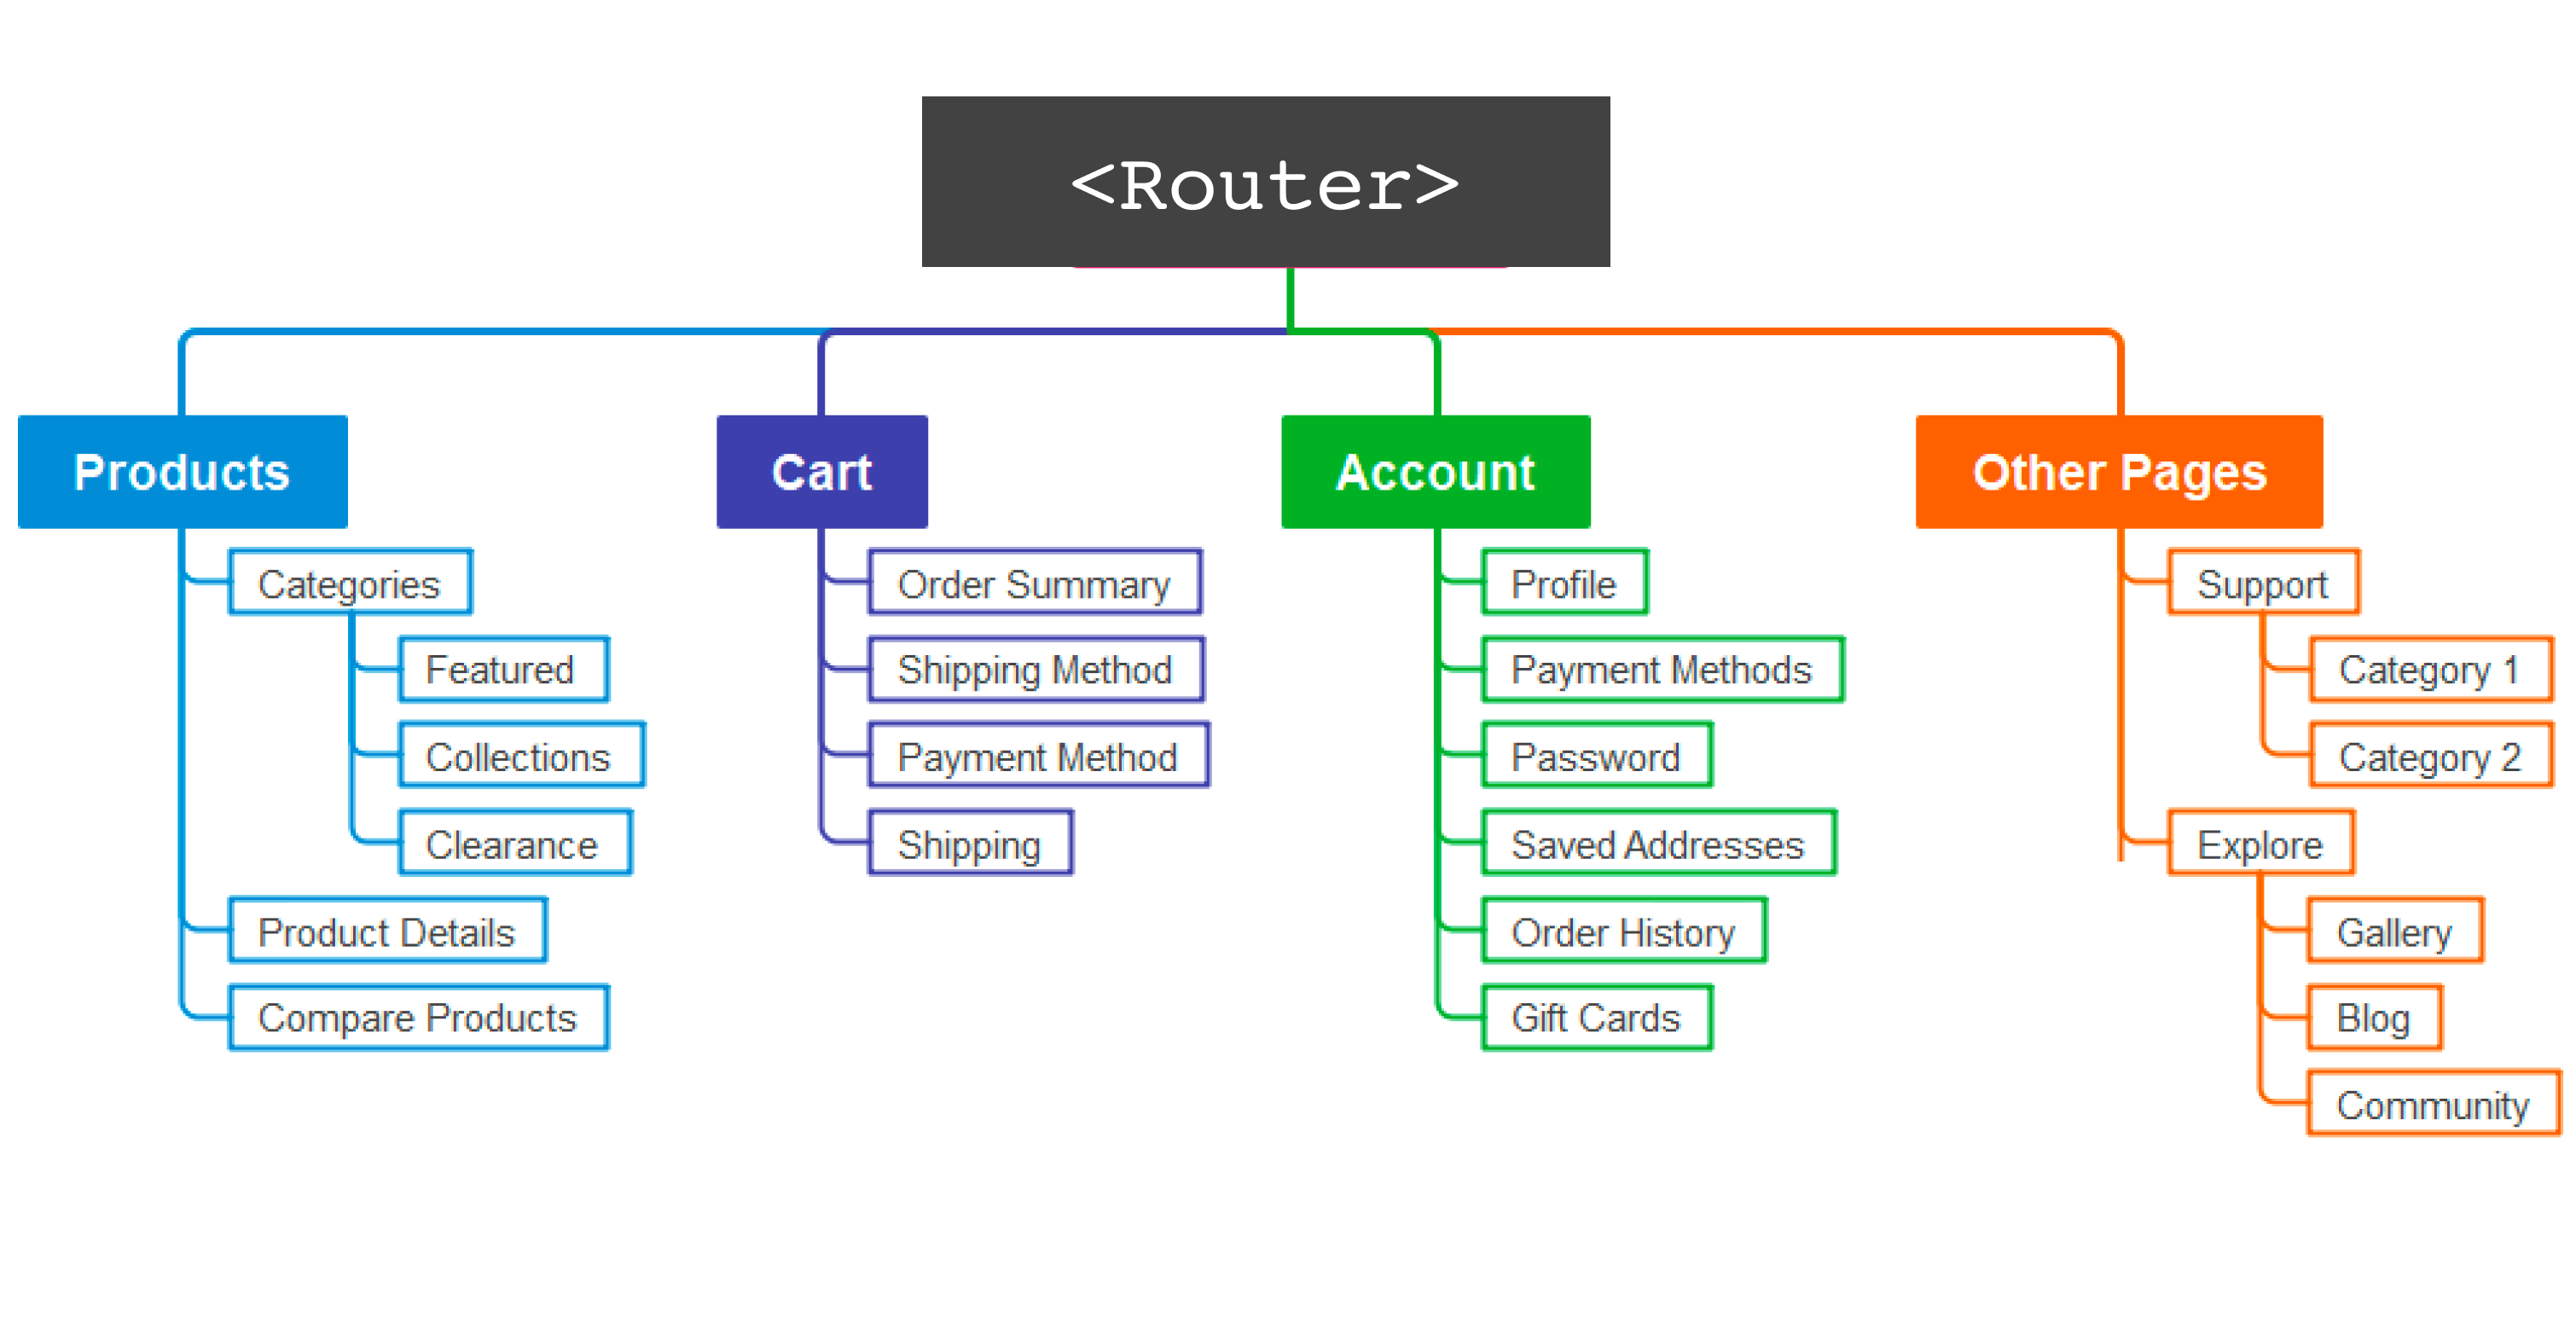 <Router>
Products
Categories
Featured
Collections
Clearance
Product Details
Compare Products
Cart
Order Summary
Shipping Method
Payment Method
Shipping
Account
Profile
Payment Methods
Password
Saved Addresses
Order History
Gift Cards
Other Pages
Support
Category 1
Category 2
Explore
Gallery
Blog
Community